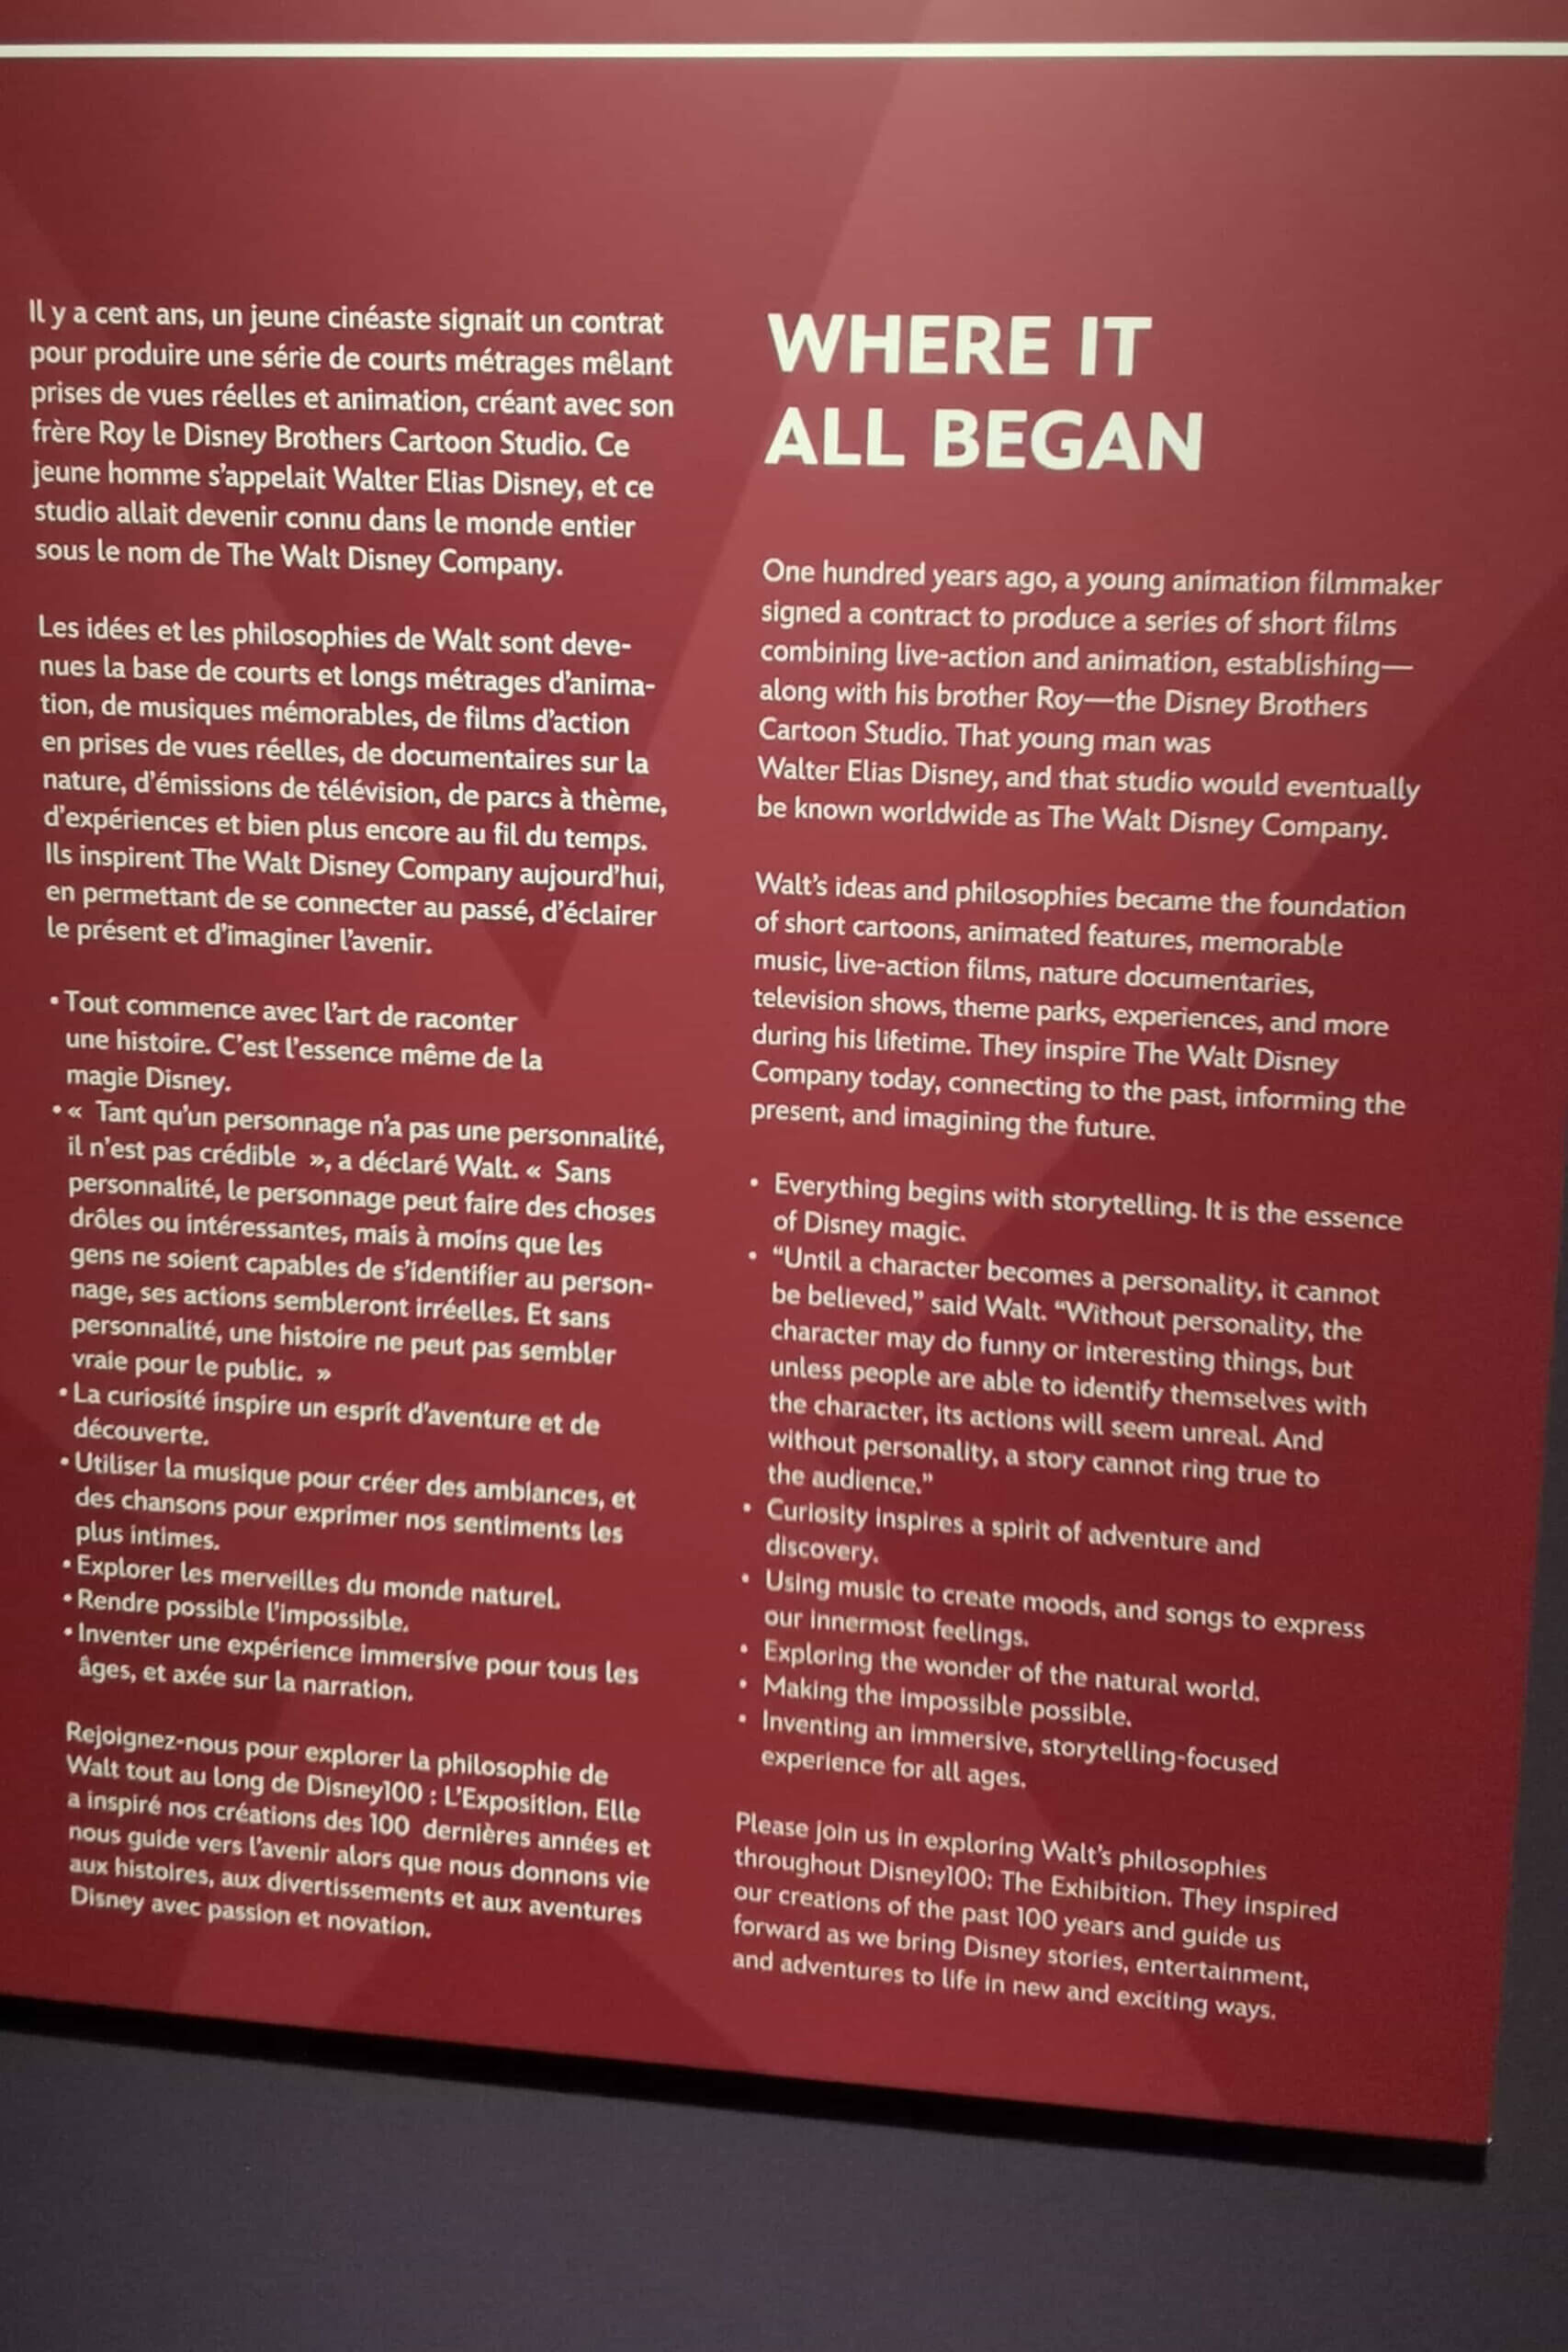 Il y a cent ans, un jeune cinéaste signait un contrat
pour produire une série de courts métrages mêlant
prises de vues réelles et animation, créant avec son
frère Roy le Disney Brothers Cartoon Studio. Ce
jeune homme s'appelait Walter Elias Disney, et ce
studio allait devenir connu dans le monde entier
sous le nom de The Walt Disney Company.
Les idées et les philosophies de Walt sont deve-
nues la base de courts et longs métrages d'anima-
tion, de musiques mémorables, de films d'action
en prises de vues réelles, de documentaires sur la
nature, d'émissions de télévision, de parcs à thème,
d'expériences et bien plus encore au fil du temps.
Ils inspirent The Walt Disney Company aujourd'hui,
en permettant de se connecter au passé, d'éclairer
le présent et d'imaginer l'avenir.
• Tout commence avec l'art de raconter
une histoire. C'est l'essence même de la
magie Disney.
• « Tant qu'un personnage n'a pas une personnalité,
il n'est pas crédible », a déclaré Walt. « Sans
personnalité, le personnage peut faire des choses
drôles ou intéressantes, mais à moins que les
gens ne soient capables de s'identifier au person-
nage, ses actions sembleront irréelles. Et sans
personnalité, une histoire ne peut pas sembler
vraie pour le public. »
• La curiosité inspire un esprit d'aventure et de
découverte.
• Utiliser la musique pour créer des ambiances, et
des chansons pour exprimer nos sentiments les
plus intimes.
• Explorer les merveilles du monde naturel.
• Rendre possible l'impossible.
• Inventer une expérience immersive pour tous les
âges, et axée sur la narration.
Rejoignez-nous pour explorer la philosophie de
Walt tout au long de Disney100 : L'Exposition. Elle
a inspiré nos créations des 100 dernières années et
nous guide vers l'avenir alors que nous donnons vie
aux histoires, aux divertissements et aux aventures
Disney avec passion et novation.
WHERE IT
ALL BEGAN
One hundred years ago, a young animation filmmaker
signed a contract to produce a series of short films
combining live-action and animation, establishing—
along with his brother Roy—the Disney Brothers
Cartoon Studio. That young man was
Walter Elias Disney, and that studio would eventually
be known worldwide as The Walt Disney Company.
Walt's ideas and philosophies became the foundation
of short cartoons, animated features, memorable
music, live-action films, nature documentaries,
television shows, theme parks, experiences, and more
during his lifetime. They inspire The Walt Disney
Company today, connecting to the past, informing the
present, and imagining the future.
• Everything begins with storytelling. It is the essence
of Disney magic.
• “Until a character becomes a personality, it cannot
be believed,” said Walt. “Without personality, the
character may do funny or interesting things, but
unless people are able to identify themselves with
the character, its actions will seem unreal. And
without personality, a story cannot ring true to
the audience.”
• Curiosity inspires a spirit of adventure and
discovery.
• Using music to create moods, and songs to express
our innermost feelings.
• Exploring the wonder of the natural world.
• Making the impossible possible.
• Inventing an immersive, storytelling-focused
experience for all ages.
Please join us in exploring Walt's philosophies
throughout Disney100: The Exhibition. They inspired
our creations of the past 100 years and guide us
forward as we bring Disney stories, entertainment,
and adventures to life in new and exciting ways.